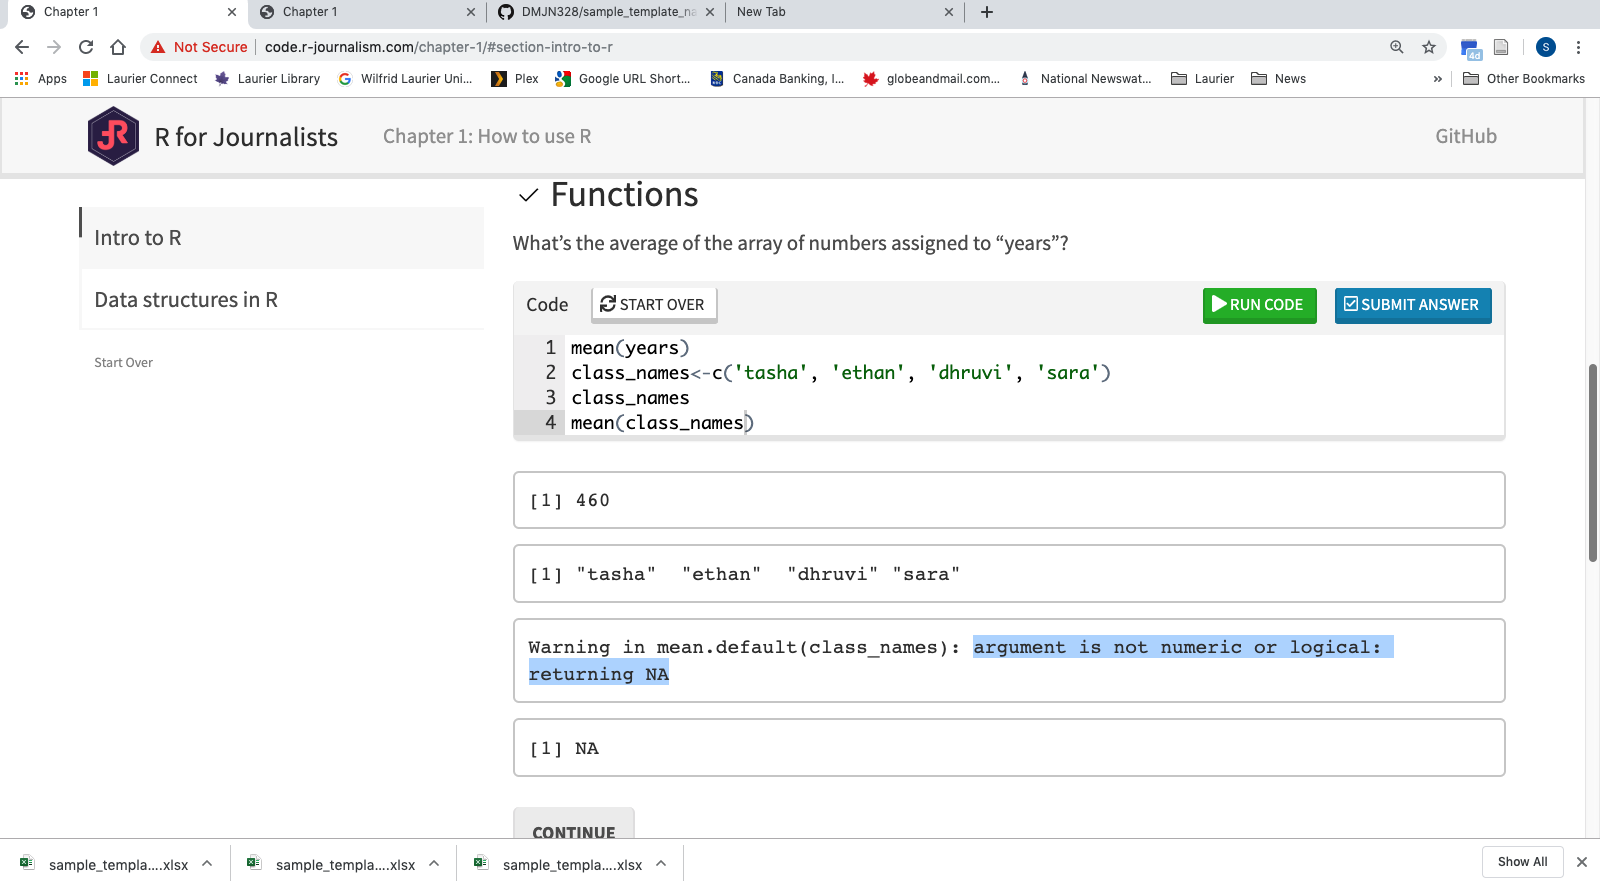 Chapter 1
Chapter 1
DMJN328/sample_template_na
New Tab
Not Secure
code.r-journalism.com/chapter-1/#section-intro-to-r
4d
S
Apps
Laurier Connect
Laurier Library
Wilfrid Laurier Uni...
Plex
Google URL Short...
Canada Banking, I...
globeandmail.com...
National Newswat...
Laurier
News
»
Other Bookmarks
R for Journalists
Chapter 1: How to use R
GitHub
Intro to R
Data structures in R
Start Over
Functions
What's the average of the array of numbers assigned to “years”?
Code
START OVER
RUN CODE
SUBMIT ANSWER
1 mean(years)
2 class_names<-c('tasha', 'ethan', 'dhruvi', 'sara')
3 class_names
4 mean(class_names)
[1] 460
[1] "tasha"  "ethan"  "dhruvi" "sara"
Warning in mean.default(class_names): argument is not numeric or logical:
returning NA
[1] NA
CONTINUE
sample_templa....xlsx
sample_templa....xlsx
sample_templa....xlsx
Show All